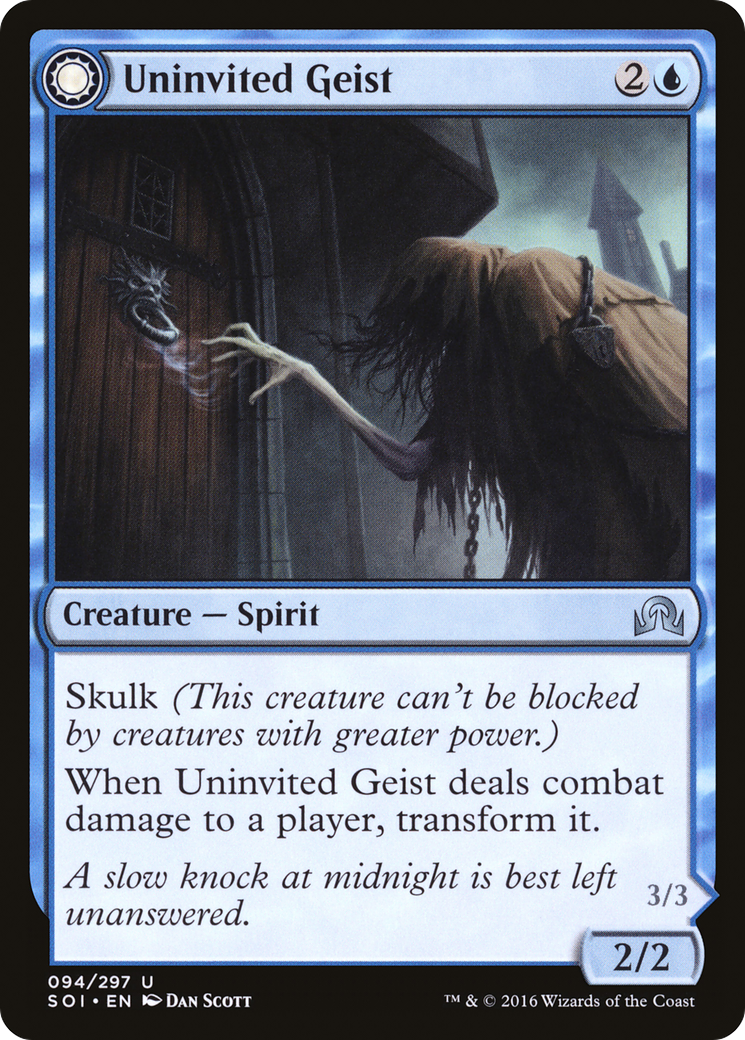 Uninvited Geist 2
Creature — Spirit
Skulk (This creature can't be blocked
by creatures with greater power.)
When Uninvited Geist deals combat
damage to a player, transform it.
A slow knock at midnight is best left
unanswered.
3/3
2/2
094/297 U
SOI • EN Dan Scott
™ & © 2016 Wizards of the Coast